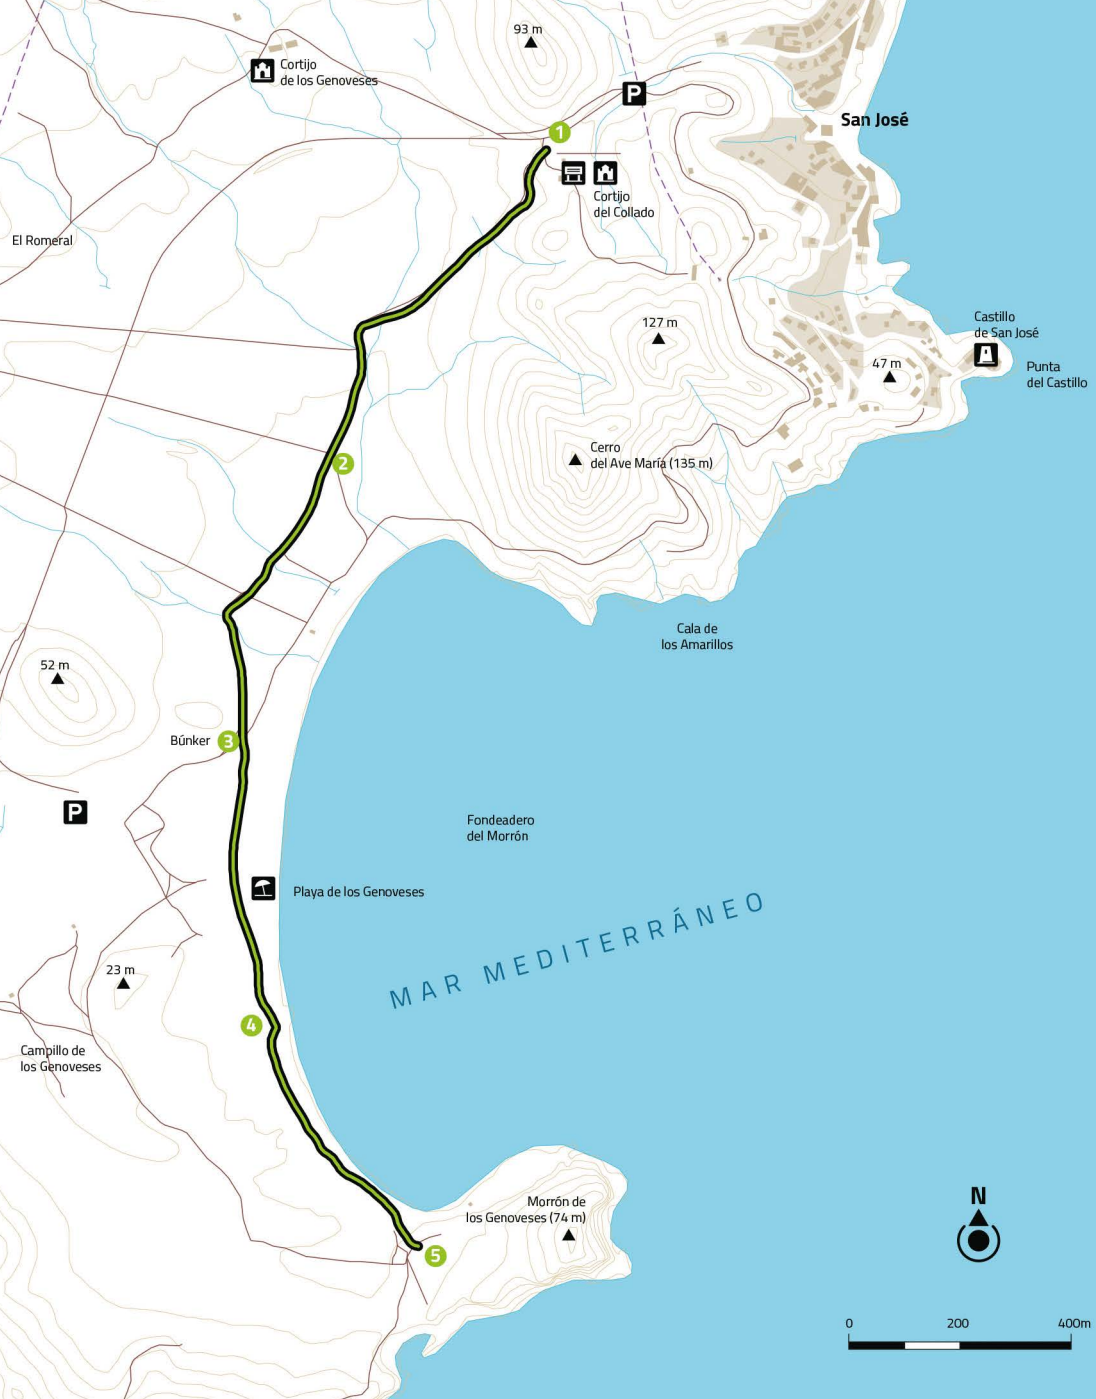 93 m
Cortijo
de los Genoveses
P
San José
1
Cortijo
del Collado
El Romeral
127 m
Castillo
de San José
47 m
Punta
del Castillo
Cerro
del Ave María (135 m)
2
Cala de
los Amarillos
52 m
Búnker
3
P
Fondeadero
del Morrón
Playa de los Genoveses
MAR MEDITERRÁNEO
23 m
4
Campillo de
los Genoveses
N
Morrón de
los Genoveses (74 m)
5
0 200 400m